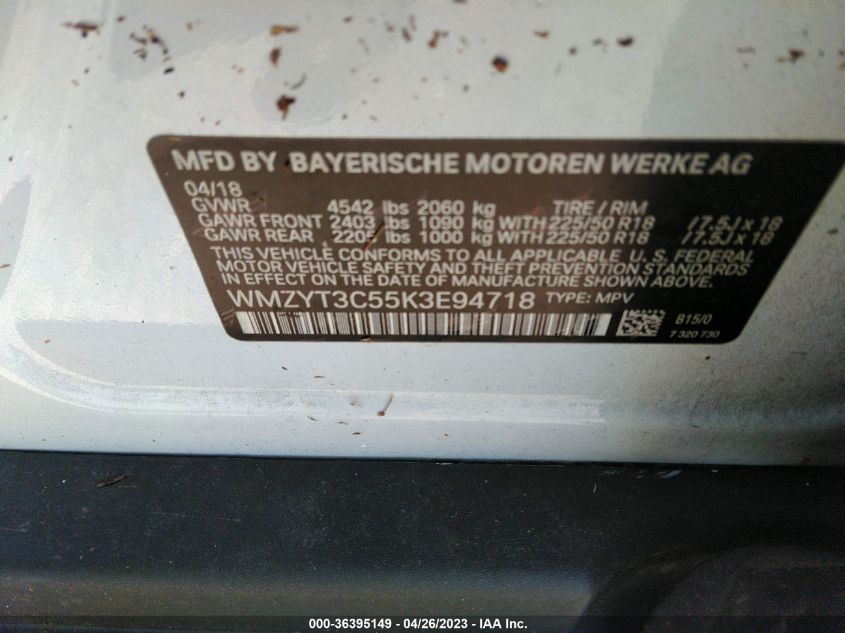 MFD BY BAYERISCHE MOTOREN WERKE AG
04/18
GVWR 4542 lbs 2060 kg TIRE / RIM
GAWR FRONT 2403 lbs 1090 kg WITH 225/50 R18 / 7.5J x 18
GAWR REAR 2205 lbs 1000 kg WITH 225/50 R18 / 7.5J x 18
THIS VEHICLE CONFORMS TO ALL APPLICABLE U. S. FEDERAL
MOTOR VEHICLE SAFETY AND THEFT PREVENTION STANDARDS
IN EFFECT ON THE DATE OF MANUFACTURE SHOWN ABOVE.
WMZYT3C55K3E94718 TYPE: MPV
B15/0
7 320 730
000-36395149 - 04/26/2023 - IAA Inc.